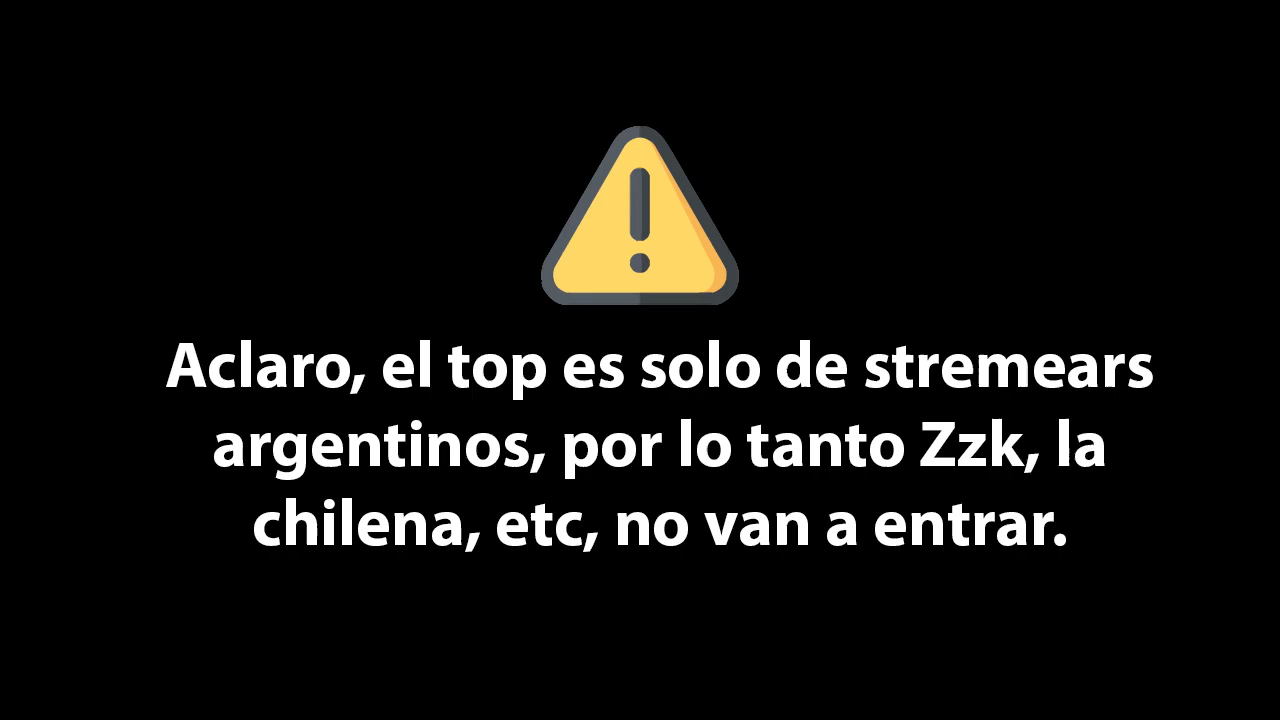 Aclaro, el top es solo de stremears
argentinos, por lo tanto Zzk, la
chilena, etc, no van a entrar.